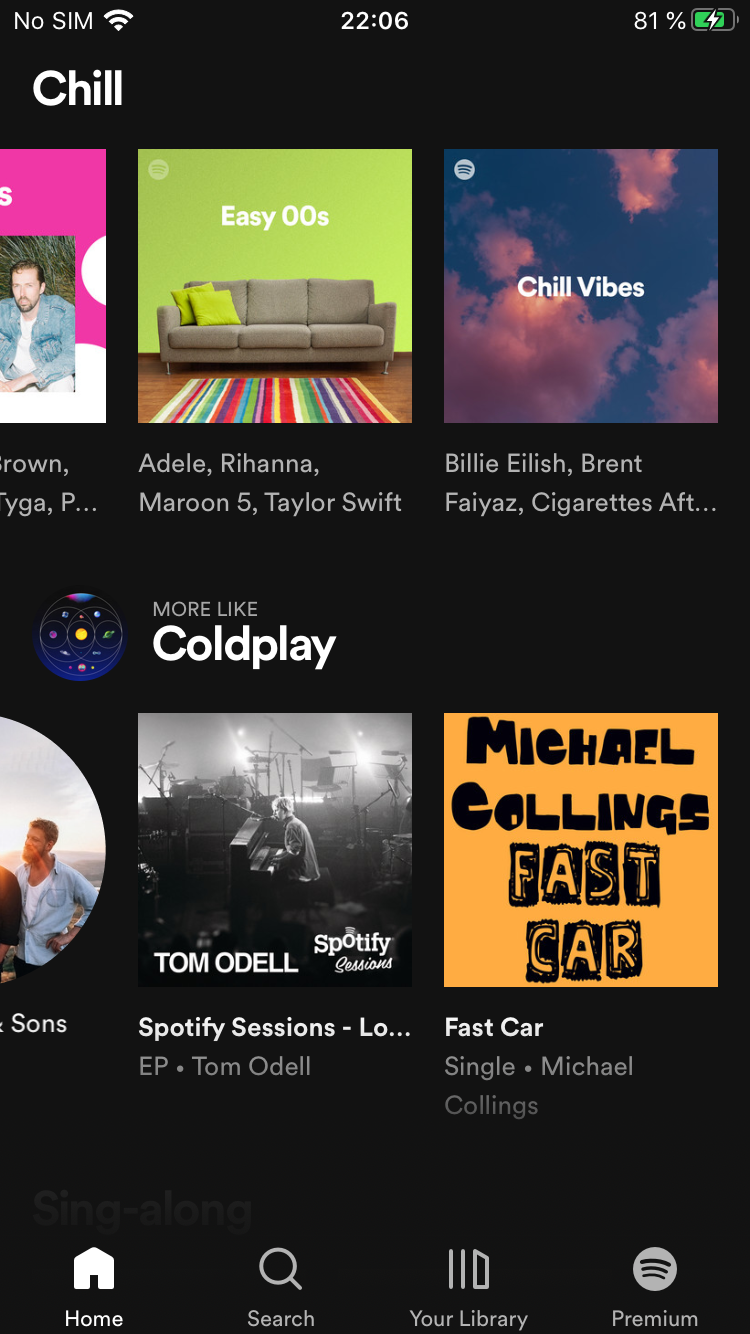 No SIM 22:06 81 %
Chill
s
Easy 00s
Chill Vibes
Brown,
Tyga, P...
Adele, Rihanna,
Maroon 5, Taylor Swift
Billie Eilish, Brent
Faiyaz, Cigarettes Aft...
MORE LIKE
Coldplay
TOM ODELL
Spotify
Sessions
MICHAEL
COLLINGS
FAST
CAR
& Sons
Spotify Sessions - Lo...
EP • Tom Odell
Fast Car
Single • Michael
Collings
Sing-along
Home Search Your Library Premium